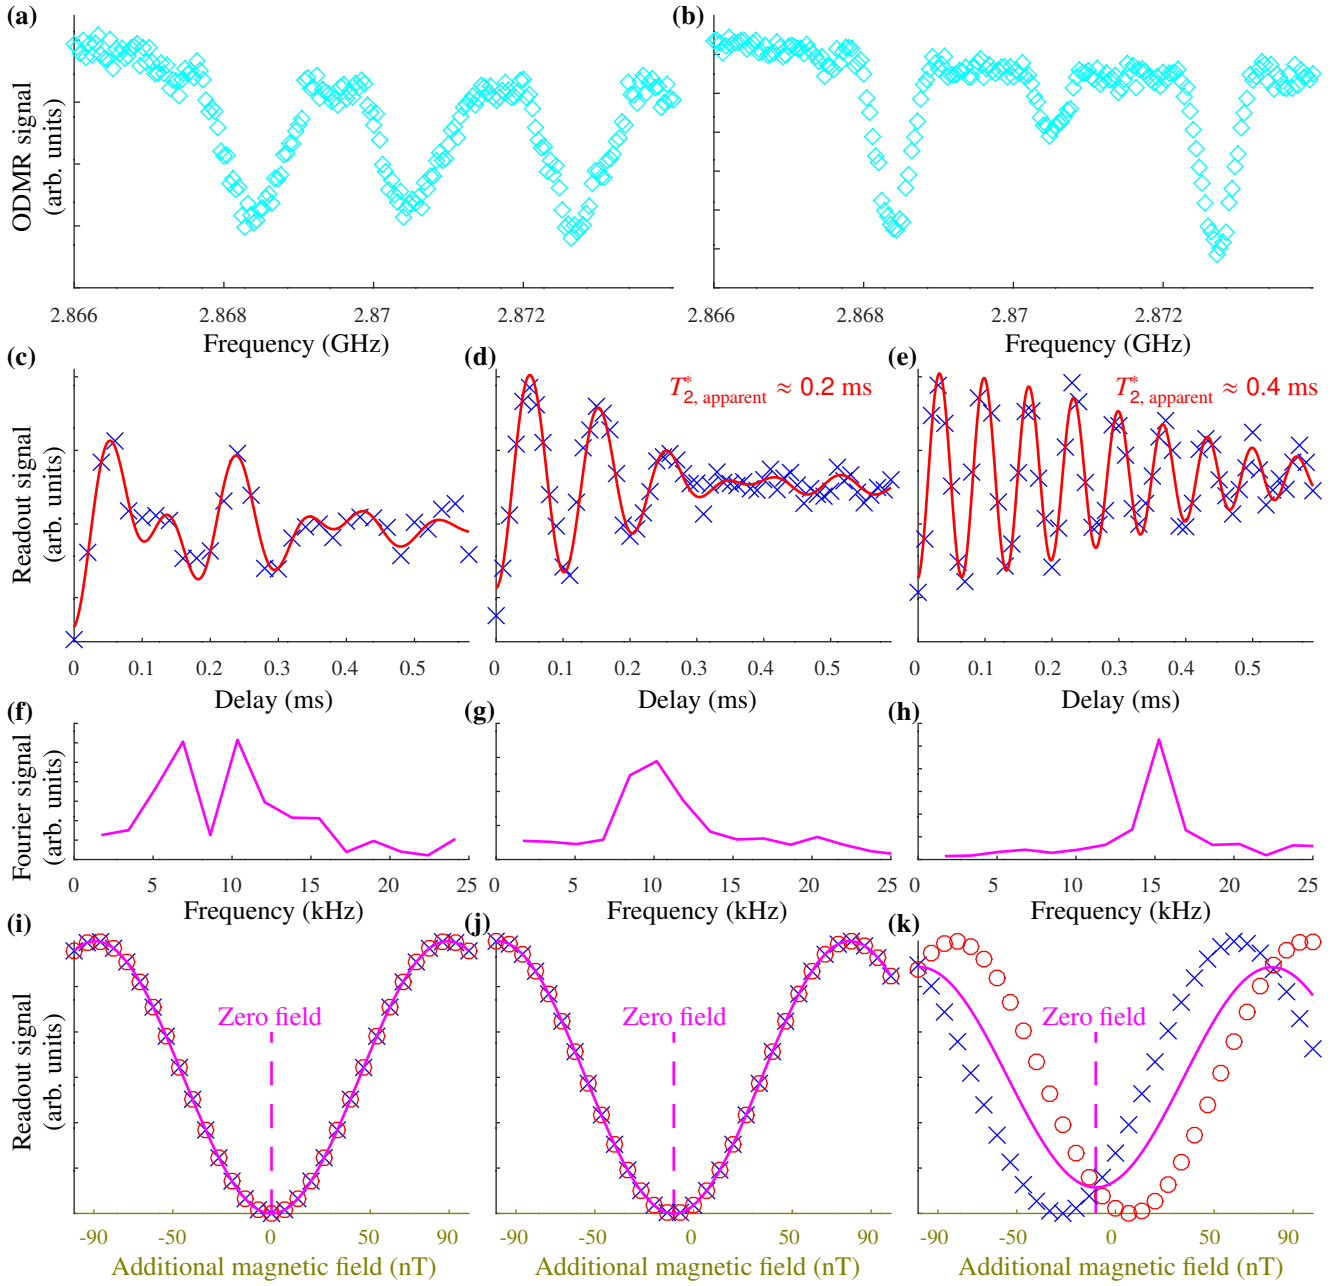 (a)
(b)
ODMR signal
(arb. units)
2.866
2.868
2.87
2.872
2.866
2.868
2.87
2.872
Frequency (GHz)
Frequency (GHz)
(c)
(d)
(e)
T*2, apparent ≈ 0.2 ms
T*2, apparent ≈ 0.4 ms
Readout signal
(arb. units)
0
0.1
0.2
0.3
0.4
0.5
0
0.1
0.2
0.3
0.4
0.5
0
0.1
0.2
0.3
0.4
0.5
Delay (ms)
Delay (ms)
Delay (ms)
(f)
(g)
(h)
Fourier signal
(arb. units)
0
5
10
15
20
25
0
5
10
15
20
25
0
5
10
15
20
25
Frequency (kHz)
Frequency (kHz)
Frequency (kHz)
(i)
(j)
(k)
Readout signal
(arb. units)
Zero field
Zero field
Zero field
-90
-50
0
50
90
-90
-50
0
50
90
-90
-50
0
50
90
Additional magnetic field (nT)
Additional magnetic field (nT)
Additional magnetic field (nT)